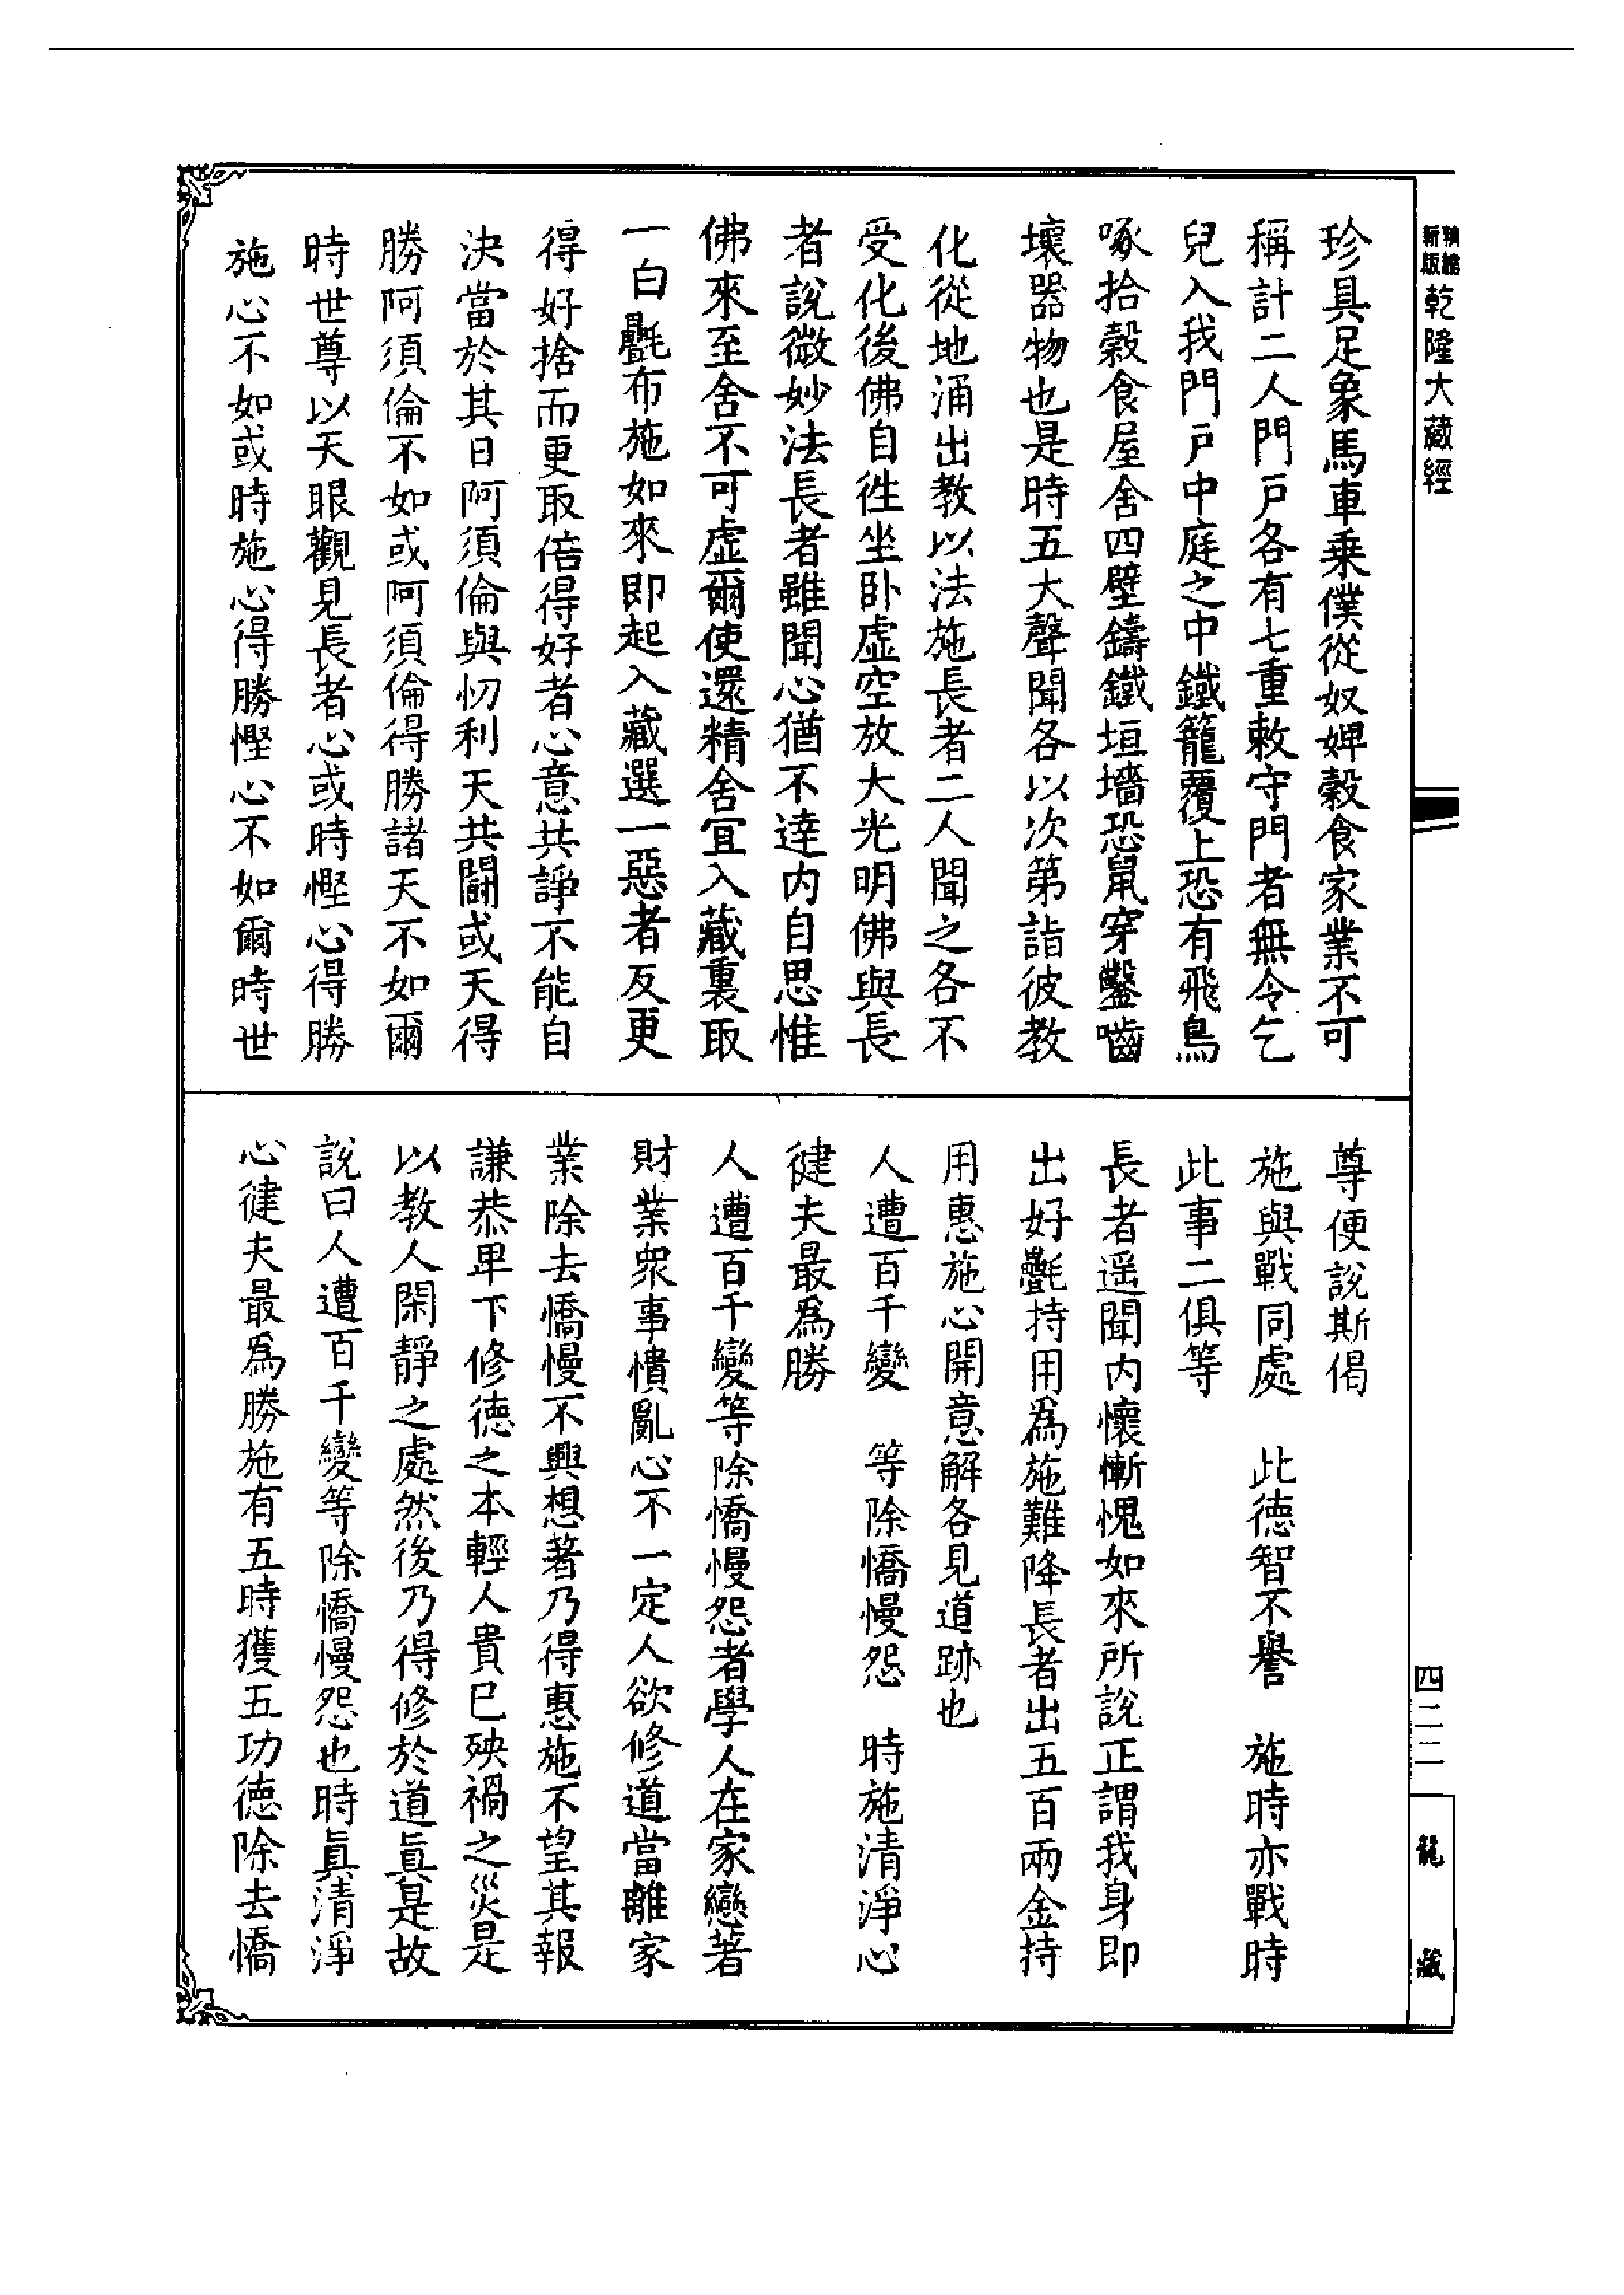 新版精縮乾隆大藏經
珍具足象馬車乘僕從奴婢穀食家業不可
稱計二人門戶各有七重敕守門者無令乞
兒入我門戶中庭之中鐵籠覆上恐有飛鳥
啄拾穀食屋舍四壁鑄鐵垣墻恐鼠穿鑿嚙
壞器物也是時五大聲聞各以次第詣彼教
化從地涌出教以法施長者二人聞之各不
受化後佛自徃坐卧虛空放大光明佛與長
者說微妙法長者雖聞心猶不達內自思惟
佛來至舍不可虛爾使還精舍宜入藏裏取
一白㲲布施如來即起入藏選一惡者反更
得好捨而更取倍得好者心意共諍不能自
決當於其日阿須倫與忉利天共鬪或天得
勝阿須倫不如或阿須倫得勝諸天不如爾
時世尊以天眼觀見長者心或時慳心得勝
施心不如或時施心得勝慳心不如爾時世
尊便說斯偈
施與戰同處　此德智不譽　施時亦戰時
此事二俱等
長者遥聞內懷慚愧如來所說正謂我身即
出好㲲持用為施難降長者出五百兩金持
用惠施心開意解各見道跡也
人遭百千變　等除憍慢怨　時施清淨心
健夫最為勝
人遭百千變等除憍慢怨者學人在家戀著
財業眾事憒亂心不一定人欲修道當離家
業除去憍慢不興想著乃得惠施不望其報
謙恭卑下修德之本輕人貴已殃禍之災是
以教人閑靜之處然後乃得修於道真是故
說曰人遭百千變等除憍慢怨也時真清淨
心健夫最為勝施有五時獲五功德除去憍
四二二
龍藏